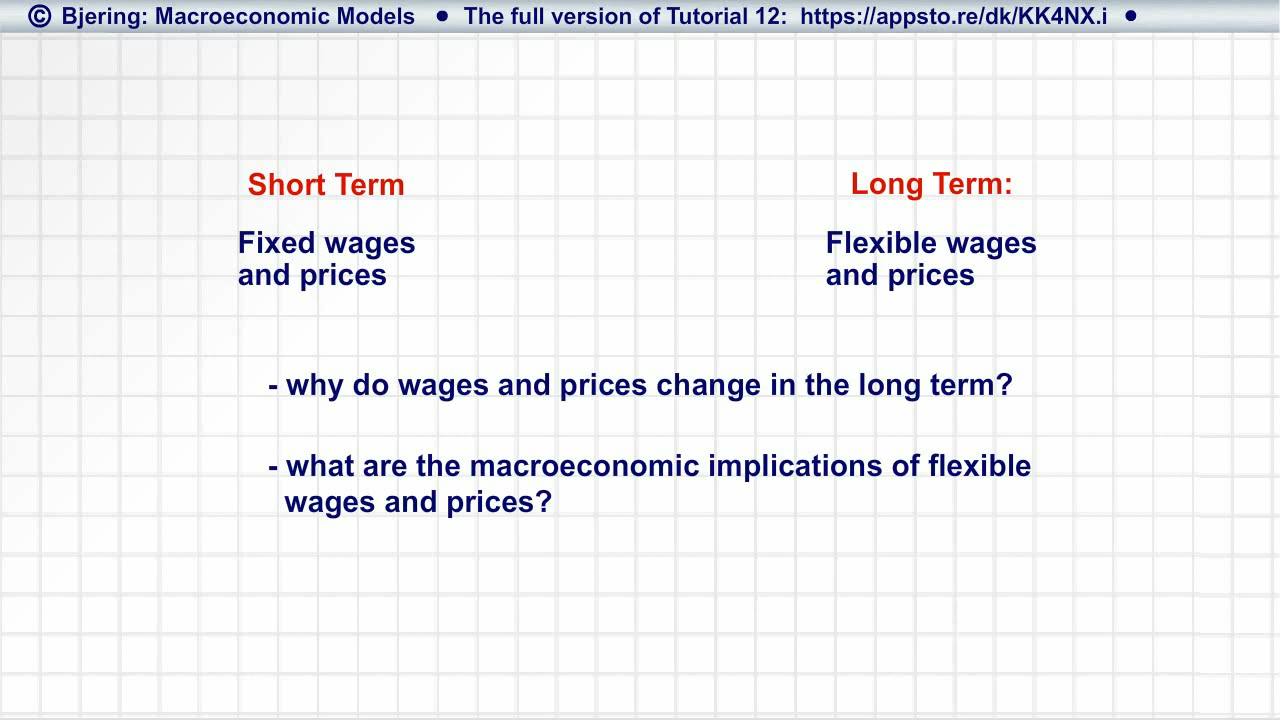 © Bjering: Macroeconomic Models • The full version of Tutorial 12: https://appsto.re/dk/KK4NX.i •
Short Term
Long Term:
Fixed wages
and prices
Flexible wages
and prices
- why do wages and prices change in the long term?
- what are the macroeconomic implications of flexible
wages and prices?